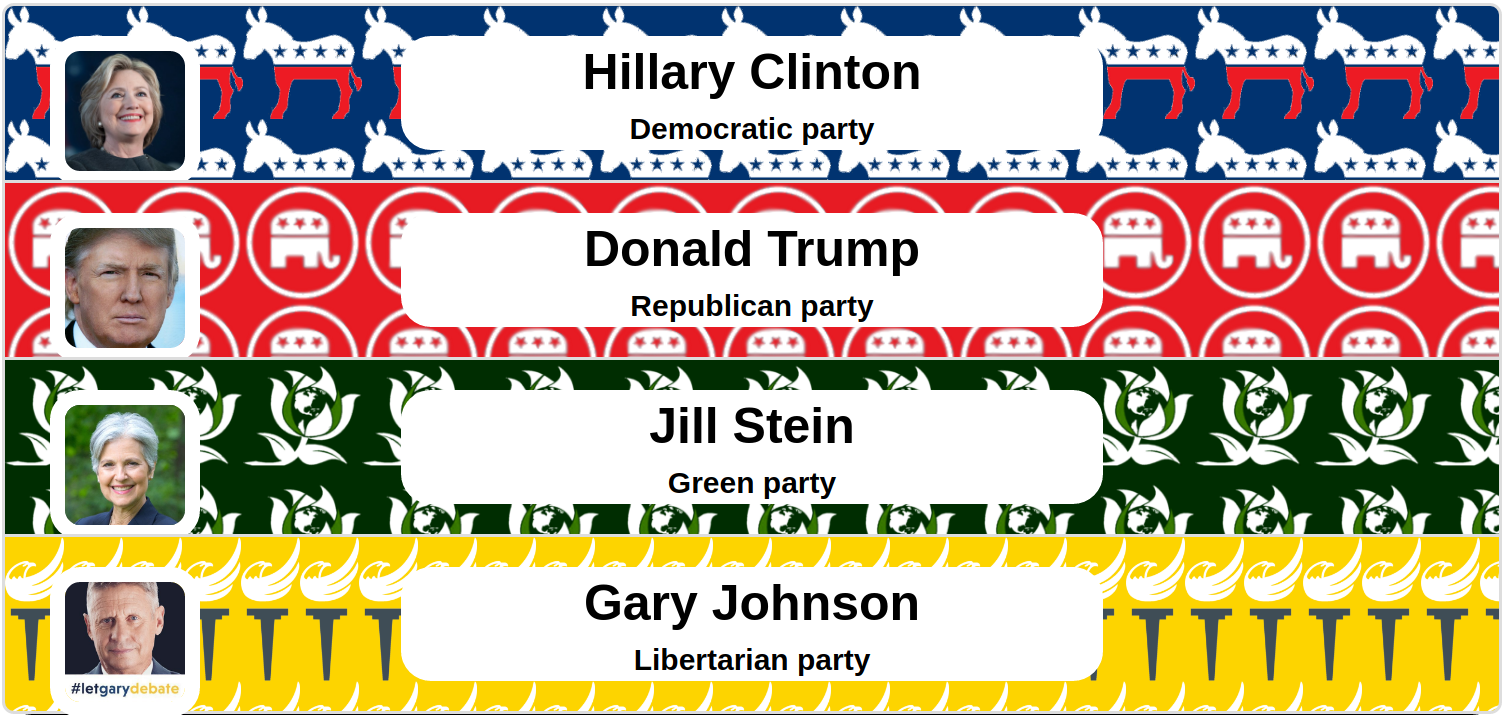 Hillary Clinton
Democratic party
Donald Trump
Republican party
Jill Stein
Green party
Gary Johnson
Libertarian party
#letgarydebate